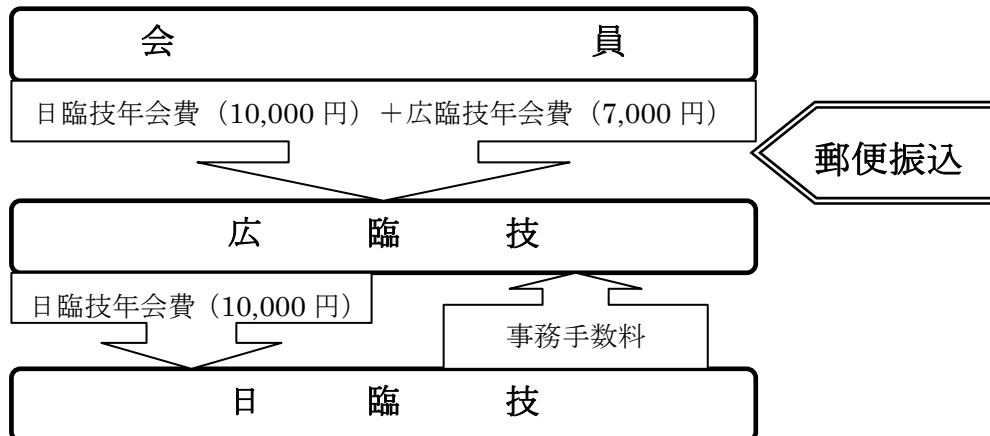 会員
日臨技年会費（10,000 円）＋広臨技年会費（7,000 円）
郵便振込
広臨技
日臨技年会費（10,000 円）
事務手数料
日臨技